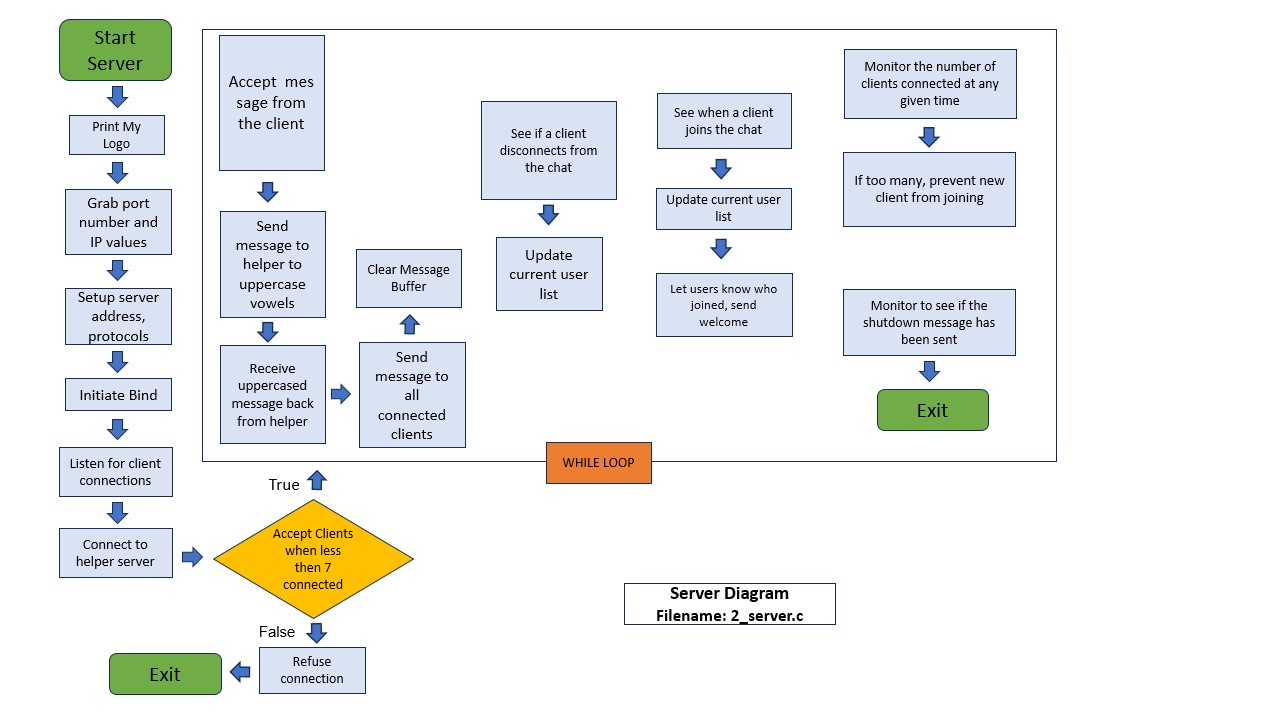 Start
Server
Print My
Logo
Grab port
number and
IP values
Setup server
address,
protocols
Initiate Bind
Listen for client
connections
Connect to
helper server
Accept Clients
when less
then 7
connected
True
False
Refuse
connection
Exit
Accept  mes
sage from
the client
Send
message to
helper to
uppercase
vowels
Receive
uppercased
message back
from helper
Send
message to
all
connected
clients
Clear Message
Buffer
See if a client
disconnects from
the chat
Update
current user
list
See when a client
joins the chat
Update current user
list
Let users know who
joined, send
welcome
Monitor the number of
clients connected at any
given time
If too many, prevent new
client from joining
Monitor to see if the
shutdown message has
been sent
Exit
WHILE LOOP
Server Diagram
Filename: 2_server.c